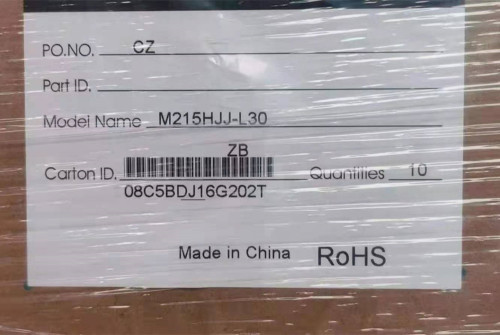 PO.NO. CZ
Part ID.
Model Name M215HJJ-L30
ZB
Carton ID. Quantities 10
08C5BDJ16G202T
Made in China RoHS